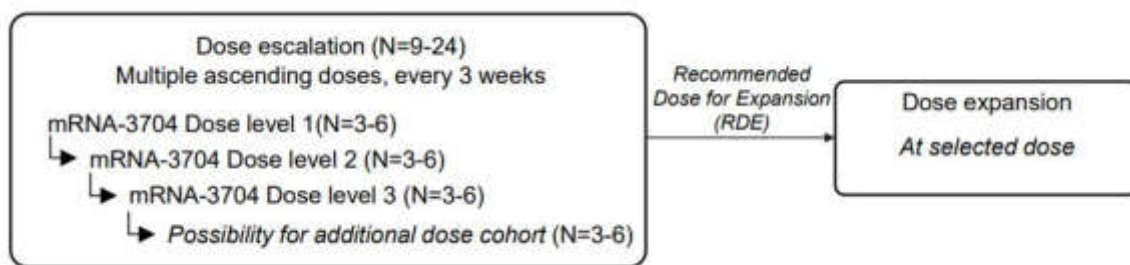 Dose escalation (N=9-24)
Multiple ascending doses, every 3 weeks
mRNA-3704 Dose level 1(N=3-6)
mRNA-3704 Dose level 2 (N=3-6)
mRNA-3704 Dose level 3 (N=3-6)
Possibility for additional dose cohort (N=3-6)
Recommended
Dose for Expansion
(RDE)
Dose expansion
At selected dose